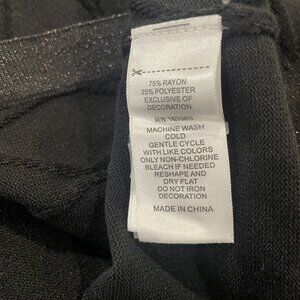 75% RAYON
25% POLYESTER
EXCLUSIVE OF
DECORATION
MACHINE WASH
COLD
GENTLE CYCLE
WITH LIKE COLORS
ONLY NON-CHLORINE
BLEACH IF NEEDED
RESHAPE AND
DRY FLAT
DO NOT IRON
DECORATION
MADE IN CHINA